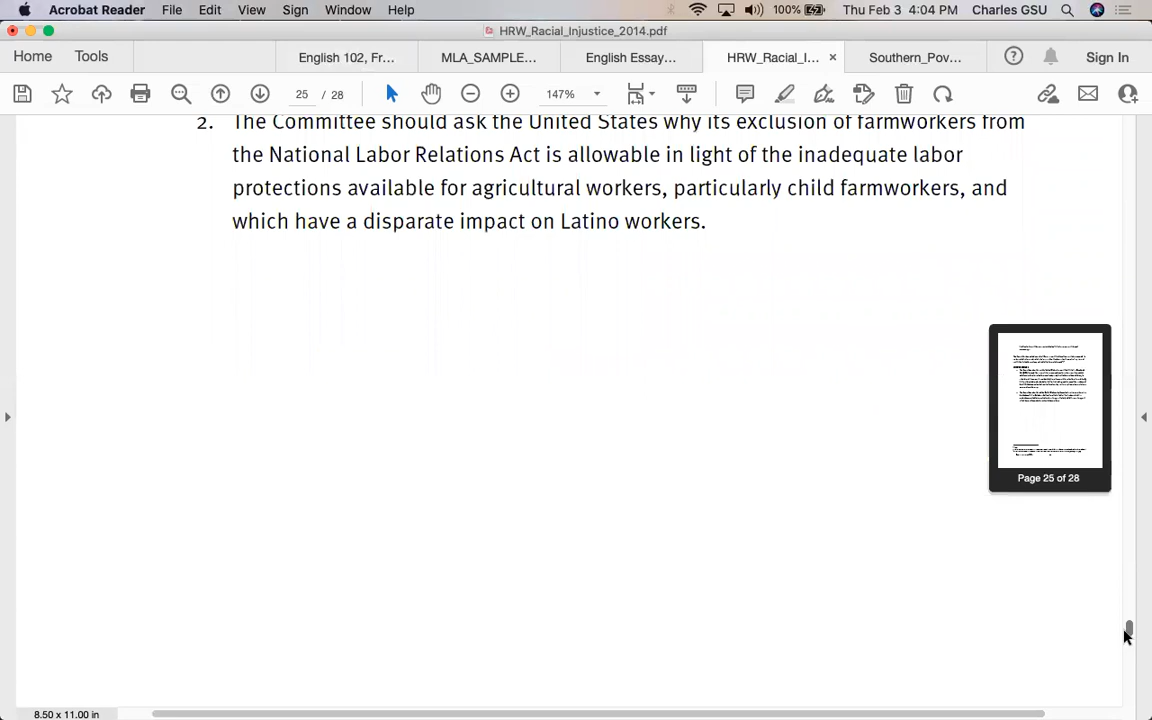 Acrobat Reader File Edit View Sign Window Help 100% Thu Feb 3 4:04 PM Charles GSU
HRW_Racial_Injustice_2014.pdf
Home Tools English 102, Fr... MLA_SAMPLE... English Essay... HRW_Racial_I... × Southern_Pov... Sign In
25 / 28 147%
2. The Committee should ask the United States why its exclusion of farmworkers from
the National Labor Relations Act is allowable in light of the inadequate labor
protections available for agricultural workers, particularly child farmworkers, and
which have a disparate impact on Latino workers.
Page 25 of 28
8.50 x 11.00 in